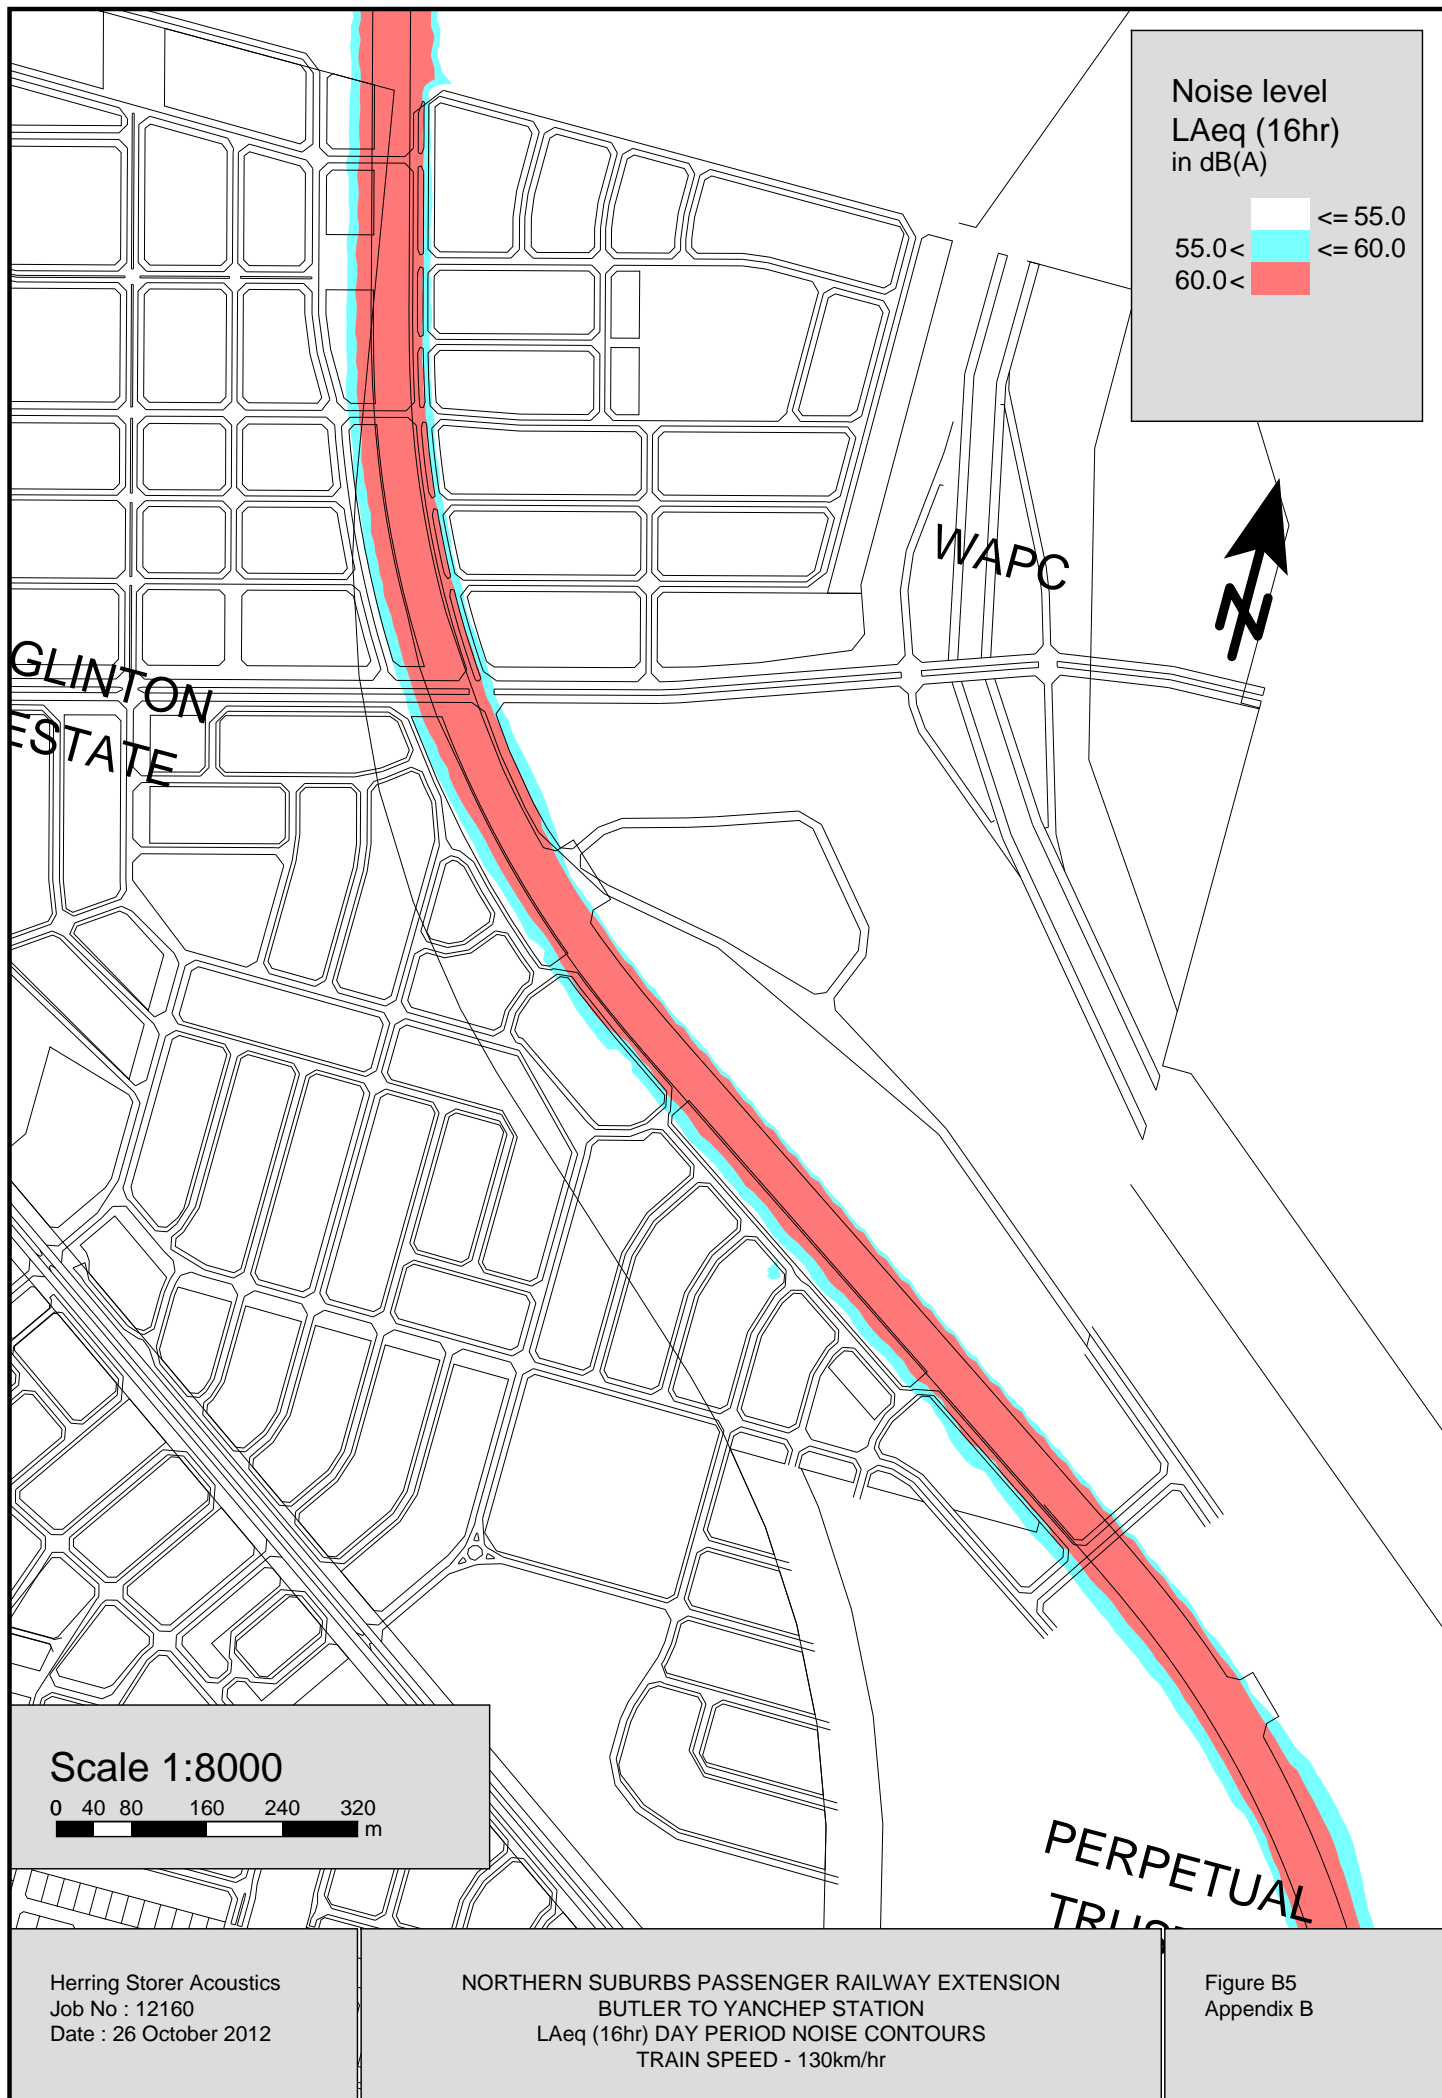 Noise level
LAeq (16hr)
in dB(A)
<= 55.0
55.0< <= 60.0
60.0<
WAPC
N
GLINTON
ESTATE
Scale 1:8000
0 40 80 160 240 320
m
PERPETUAL
Herring Storer Acoustics
Job No : 12160
Date : 26 October 2012
NORTHERN SUBURBS PASSENGER RAILWAY EXTENSION
BUTLER TO YANCHEP STATION
LAeq (16hr) DAY PERIOD NOISE CONTOURS
TRAIN SPEED - 130km/hr
Figure B5
Appendix B